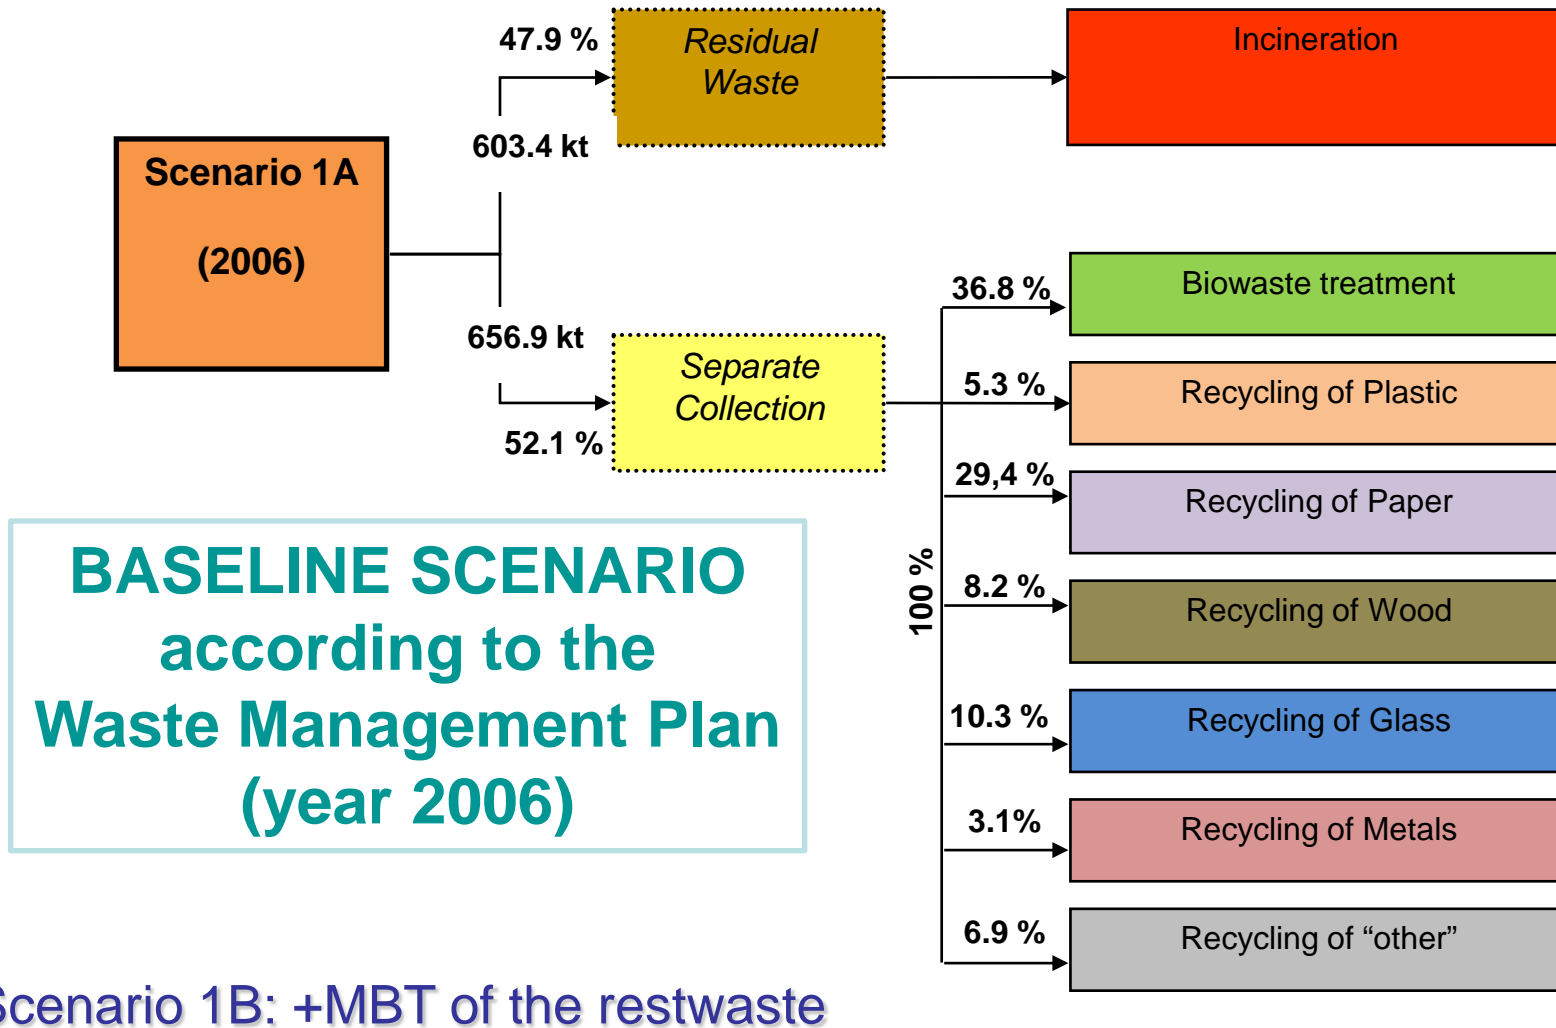 47.9 %
Residual
Waste
Incineration
603.4 kt
Scenario 1A
(2006)
656.9 kt
52.1 %
Separate
Collection
36.8 %
Biowaste treatment
5.3 %
Recycling of Plastic
29,4 %
Recycling of Paper
100 %
8.2 %
Recycling of Wood
10.3 %
Recycling of Glass
3.1%
Recycling of Metals
6.9 %
Recycling of “other”
BASELINE SCENARIO
according to the
Waste Management Plan
(year 2006)
Scenario 1B: +MBT of the restwaste